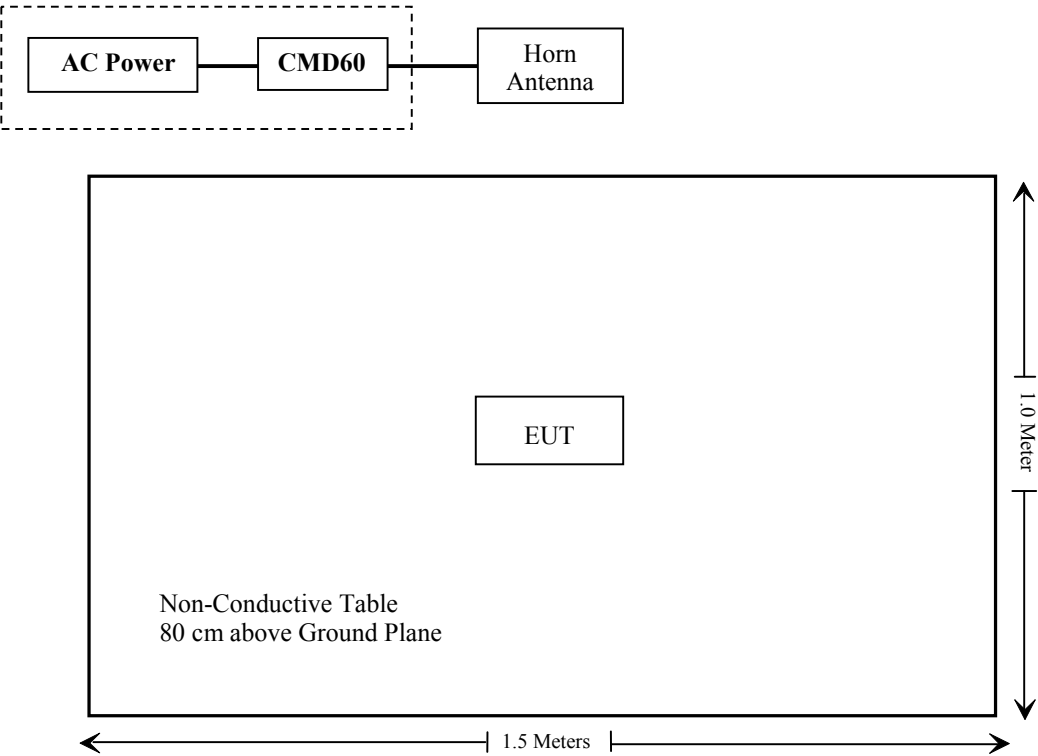 AC Power
CMD60
Horn
Antenna
EUT
1.0 Meter
Non-Conductive Table
80 cm above Ground Plane
1.5 Meters